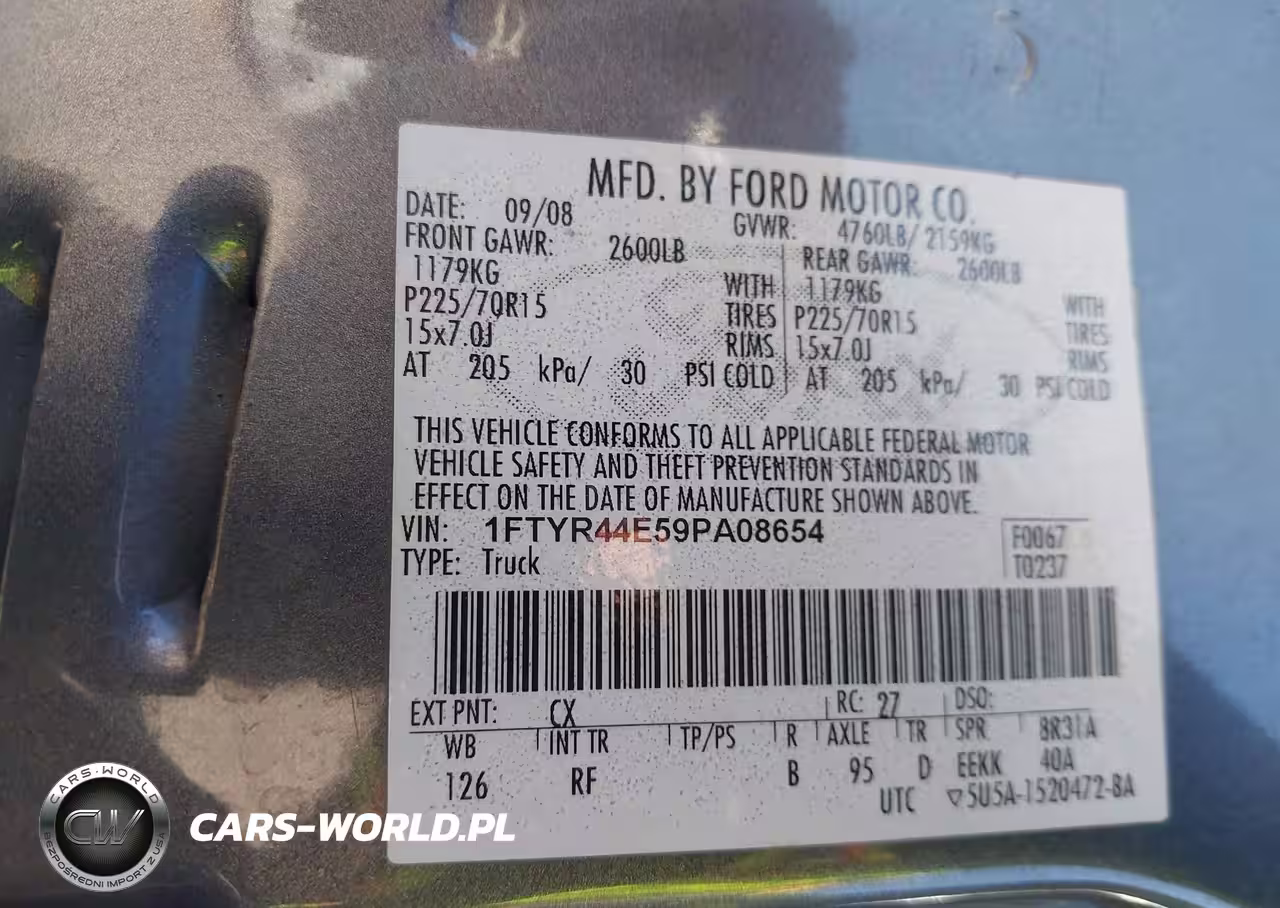 MFD. BY FORD MOTOR CO.
DATE: 09/08 GVWR: 4760LB/ 2159KG
FRONT GAWR: 2600LB REAR GAWR: 2600LB
1179KG WITH 1179KG WITH
P225/70R15 TIRES P225/70R15 TIRES
15x7.0J RIMS 15x7.0J RIMS
AT 205 kPa/ 30 PSI COLD AT 205 kPa/ 30 PSI COLD
THIS VEHICLE CONFORMS TO ALL APPLICABLE FEDERAL MOTOR
VEHICLE SAFETY AND THEFT PREVENTION STANDARDS IN
EFFECT ON THE DATE OF MANUFACTURE SHOWN ABOVE.
VIN: 1FTYR44E59PA08654 F0067
TYPE: Truck T0237
EXT PNT: CX RC: 27 DSO:
WB INT TR TP/PS R AXLE TR SPR 8R31A
126 RF B 95 D EEKK 40A
UTC ▽5U5A-1520472-BA
CARS-WORLD
CW
BEZPOŚREDNI IMPORT Z USA
CARS-WORLD.PL